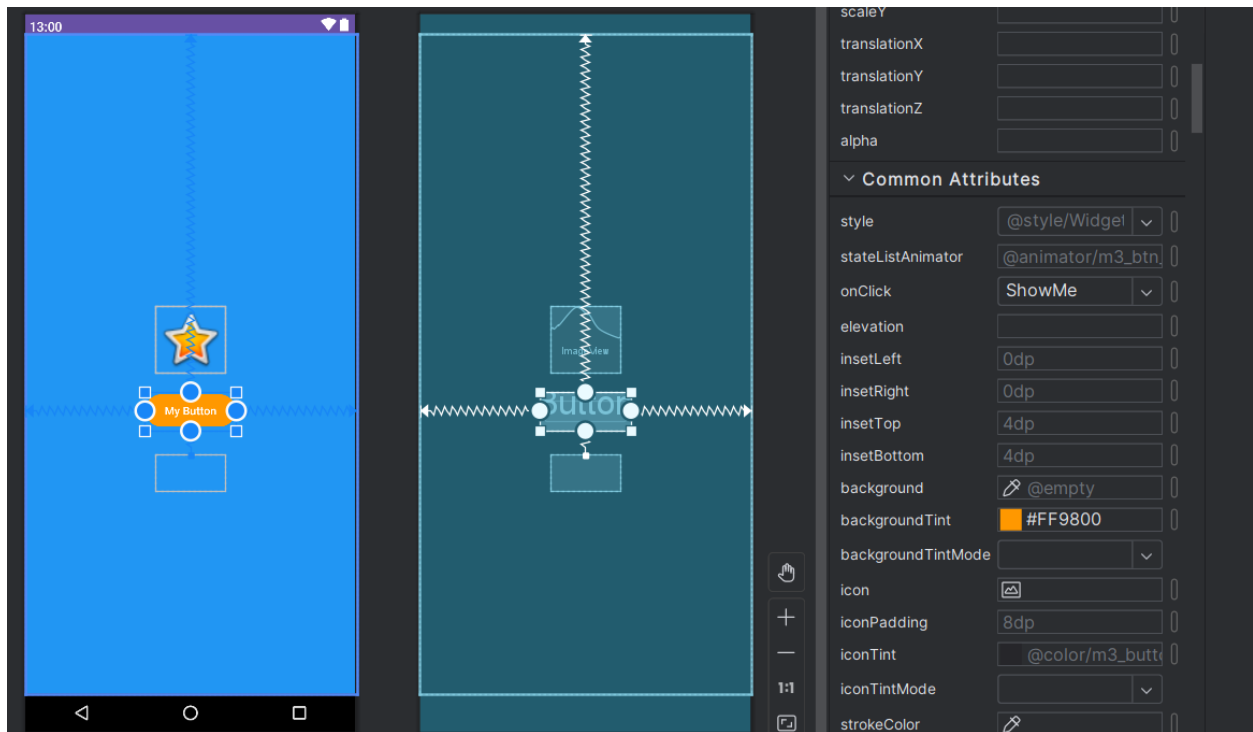 13:00
My Button
ImageView
Button
1:1
scaleY
translationX
translationY
translationZ
alpha
Common Attributes
style @style/Widget
stateListAnimator @animator/m3_btn_
onClick ShowMe
elevation
insetLeft 0dp
insetRight 0dp
insetTop 4dp
insetBottom 4dp
background @empty
backgroundTint #FF9800
backgroundTintMode
icon
iconPadding 8dp
iconTint @color/m3_butto
iconTintMode
strokeColor